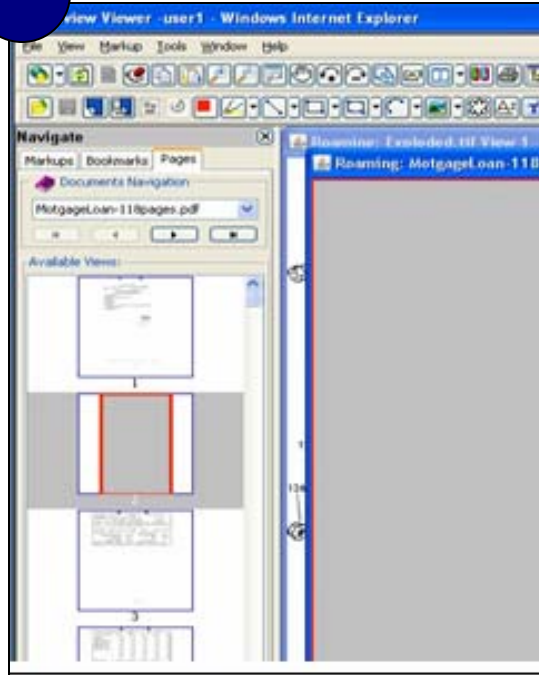 view Viewer -user1 - Windows Internet Explorer
File View Markup Tools Window Help
Navigate
Markups Bookmarks Pages
Documents Navigation
MotgageLoan-118pages.pdf
Available Views:
1
2
3
Roaming: Exploded.tif View 1
Roaming: MotgageLoan-118